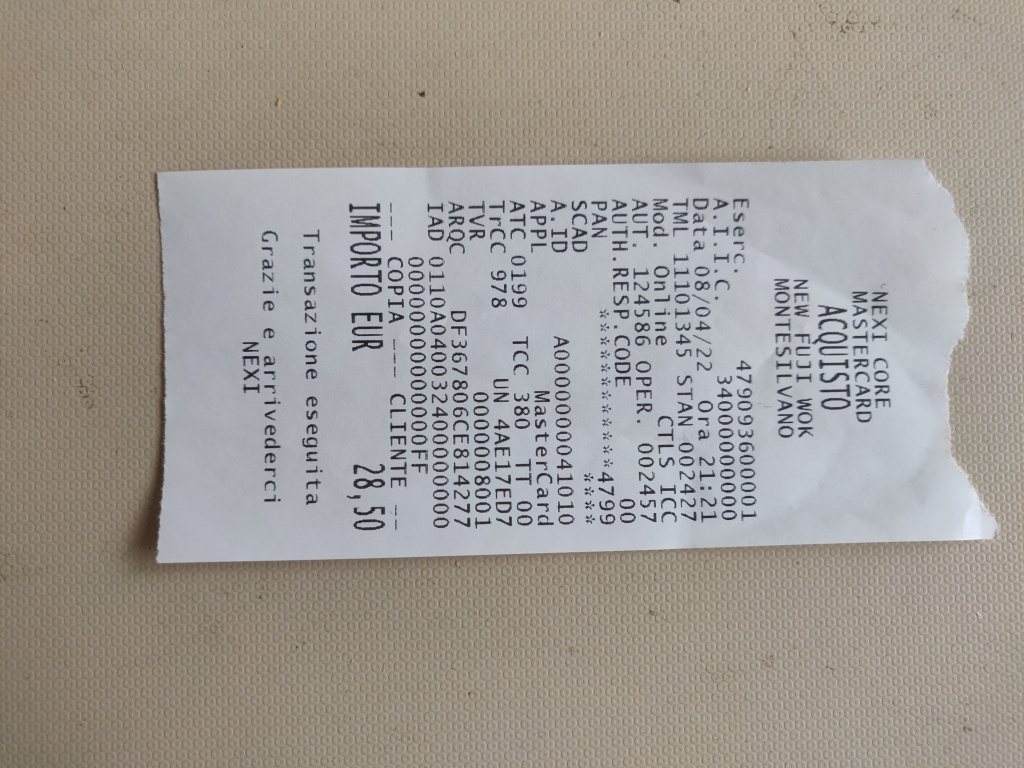 NEXI CORE
MASTERCARD
ACQUISTO
NEW FUJI WOK
MONTESILVANO
Eserc. 479093600001
A.I.I.C. 34000000000
Data 08/04/22 Ora 21:21
TML 11101345 STAN 002427
Mod. Online CTLS ICC
AUT. 124586 OPER. 002457
AUTH.RESP.CODE 00
PAN ************4799
SCAD ****
A.ID A0000000041010
APPL MasterCard
ATC 0199 TCC 380 TT 00
TrCC 978 UN 4AE17ED7
TVR 0000008001
ARQC DF367806CE814277
IAD 0110A04003240000000000
00000000000000FF
--- COPIA --- CLIENTE --
IMPORTO EUR 28,50
Transazione eseguita
Grazie e arrivederci
NEXI